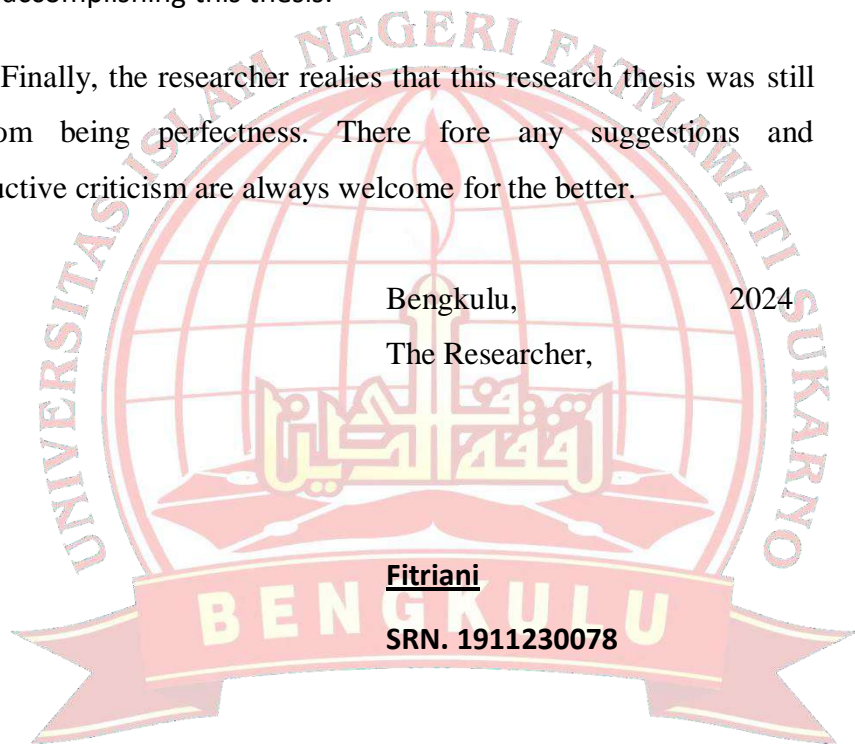 accomplishing this thesis.
Finally, the researcher realies that this research thesis was still
om being perfectness. There fore any suggestions and
uctive criticism are always welcome for the better.
Bengkulu, 2024
The Researcher,
Fitriani
SRN. 1911230078
UNIVERSITAS ISLAM NEGERI FATMAWATI SUKARNO
BENGKULU